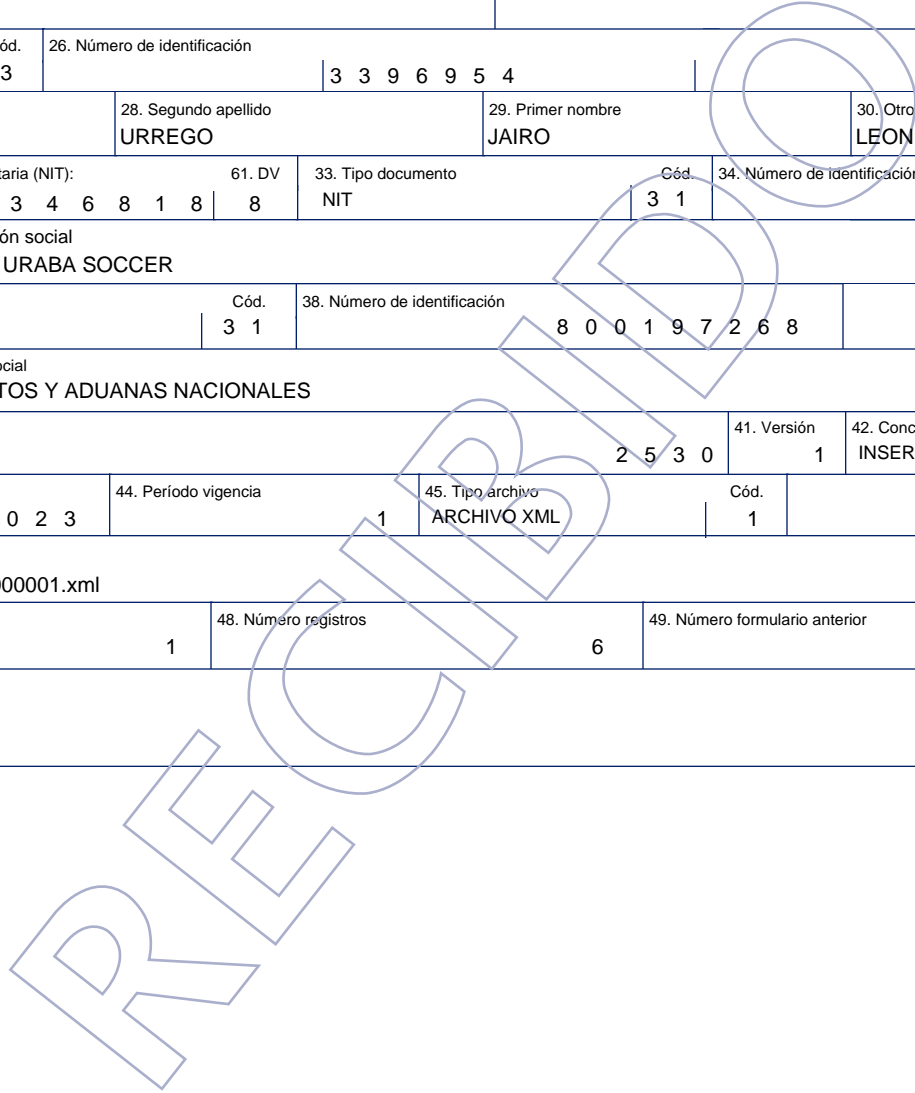 ód. 26. Número de identificación
3 3 3 9 6 9 5 4
28. Segundo apellido 29. Primer nombre 30. Otro
URREGO JAIRO LEON
taria (NIT): 61. DV 33. Tipo documento Cód. 34. Número de identificación
3 4 6 8 1 8 8 NIT 3 1
ón social
URABA SOCCER
Cód. 38. Número de identificación
3 1 8 0 0 1 9 7 2 6 8
ocial
TOS Y ADUANAS NACIONALES
41. Versión 42. Conc
2 5 3 0 1 INSER
44. Período vigencia 45. Tipo archivo Cód.
0 2 3 1 ARCHIVO XML 1
000001.xml
48. Número registros 49. Número formulario anterior
1 6
RECIBIDO